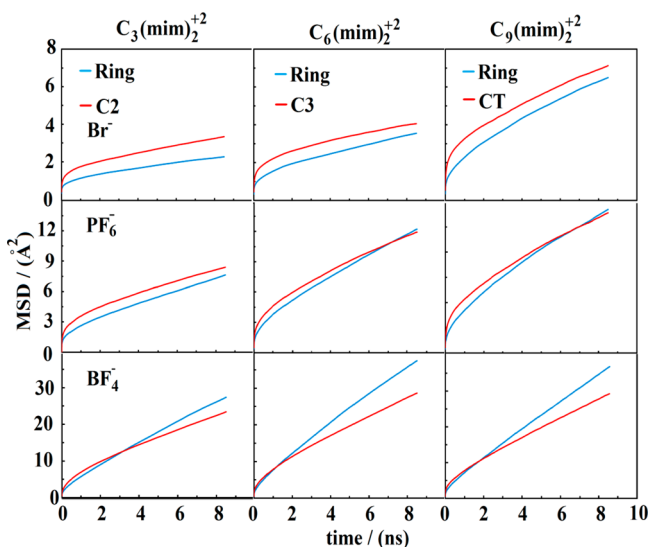 C₃(mim)₂⁺² C₆(mim)₂⁺² C₉(mim)₂⁺²
8 Ring Ring Ring
6 C2 C3 CT
Br⁻
4
2
0
MSD / (Å²)
PF₆⁻
12
9
6
3
0
BF₄⁻
30
20
10
0
0 2 4 6 8 0 2 4 6 8 0 2 4 6 8 10
time / (ns)